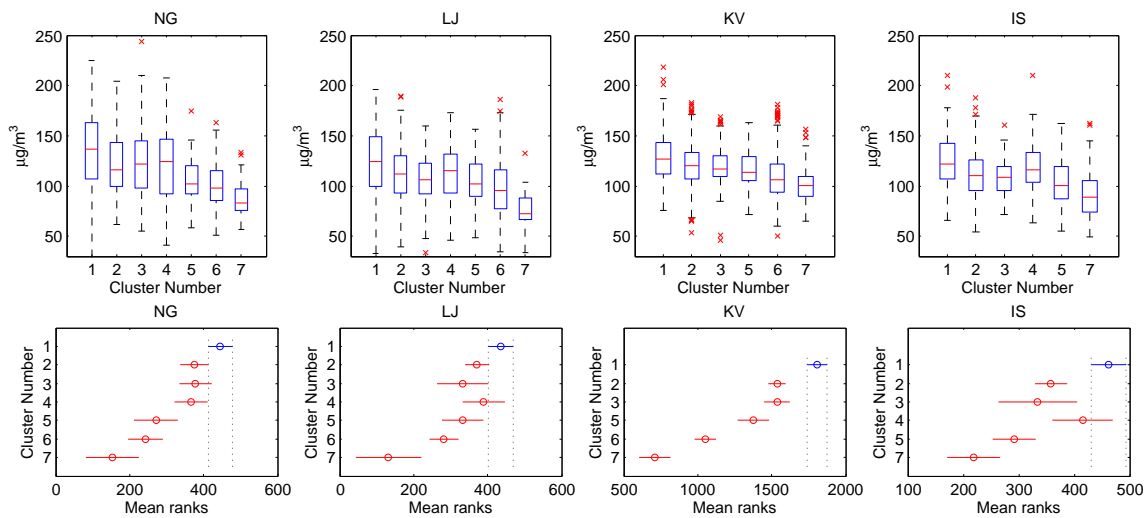 NG LJ KV IS
250 250 250 250
200 200 200 200
150 150 150 150
100 100 100 100
50 50 50 50
µg/m³ µg/m³ µg/m³ µg/m³
1 2 3 4 5 6 7 1 2 3 4 5 6 7 1 2 3 4 5 6 7 1 2 3 4 5 6 7
Cluster Number Cluster Number Cluster Number Cluster Number
NG LJ KV IS
1 1 1 1
2 2 2 2
3 3 3 3
4 4 4 4
5 5 5 5
6 6 6 6
7 7 7 7
Cluster Number Cluster Number Cluster Number Cluster Number
0 200 400 600 0 200 400 600 500 1000 1500 2000 100 200 300 400 500
Mean ranks Mean ranks Mean ranks Mean ranks